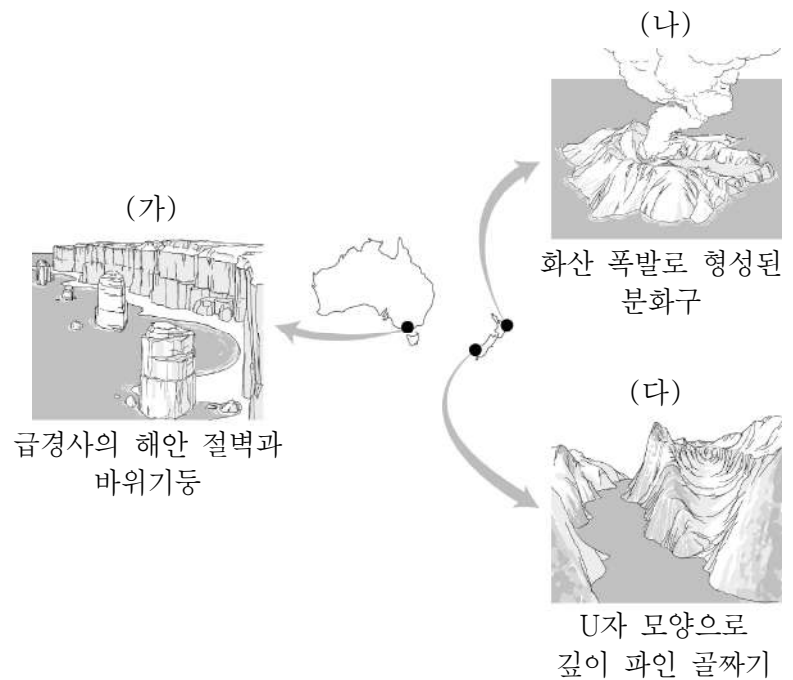 (가)
급경사의 해안 절벽과
바위기둥
(나)
화산 폭발로 형성된
분화구
(다)
U자 모양으로
깊이 파인 골짜기